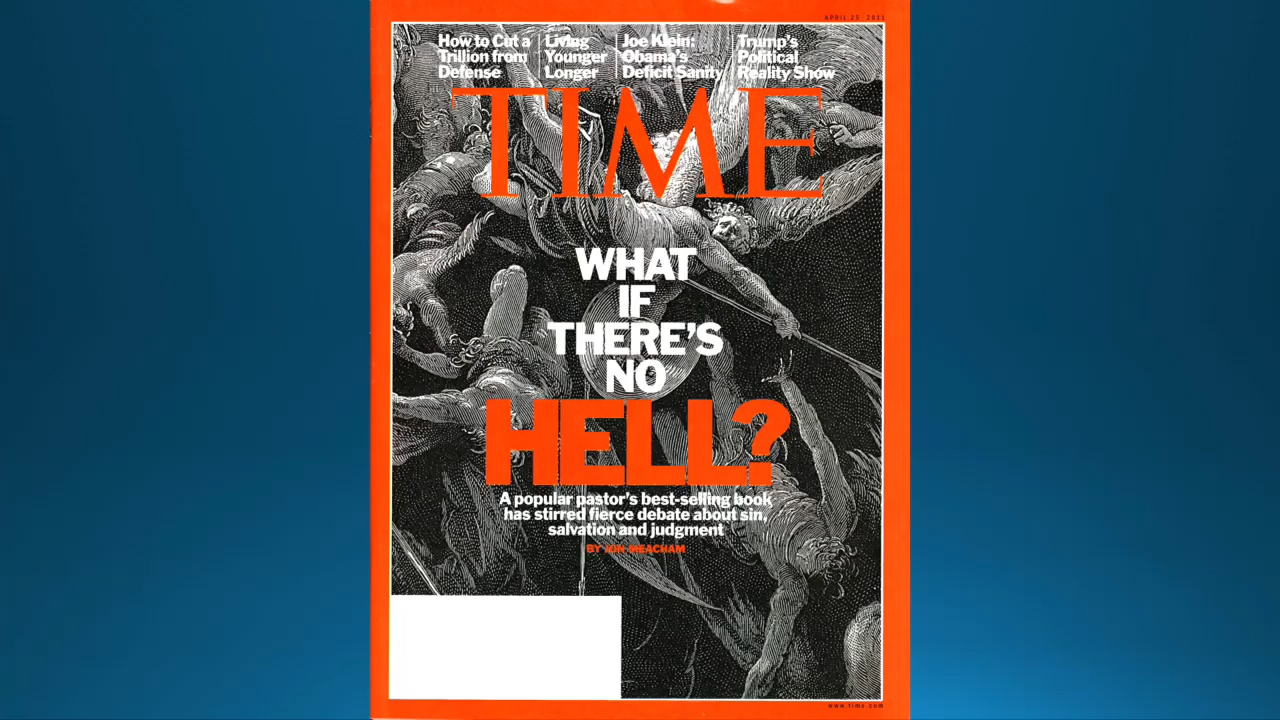 APRIL 25, 2011
How to Cut a
Trillion from
Defense
Living
Younger
Longer
Joe Klein:
Obama's
Deficit Sanity
Trump's
Political
Reality Show
TIME
WHAT
IF
THERE'S
NO
HELL?
A popular pastor's best-selling book
has stirred fierce debate about sin,
salvation and judgment
BY JON MEACHAM
www.time.com